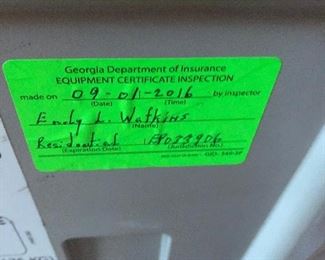 Georgia Department of Insurance
EQUIPMENT CERTIFICATE INSPECTION
made on 09-01-2016 by inspector
(Date) (Time)
L. Watkins
(Name)
Residential
(Expiration Date) (Jurisdiction No.)